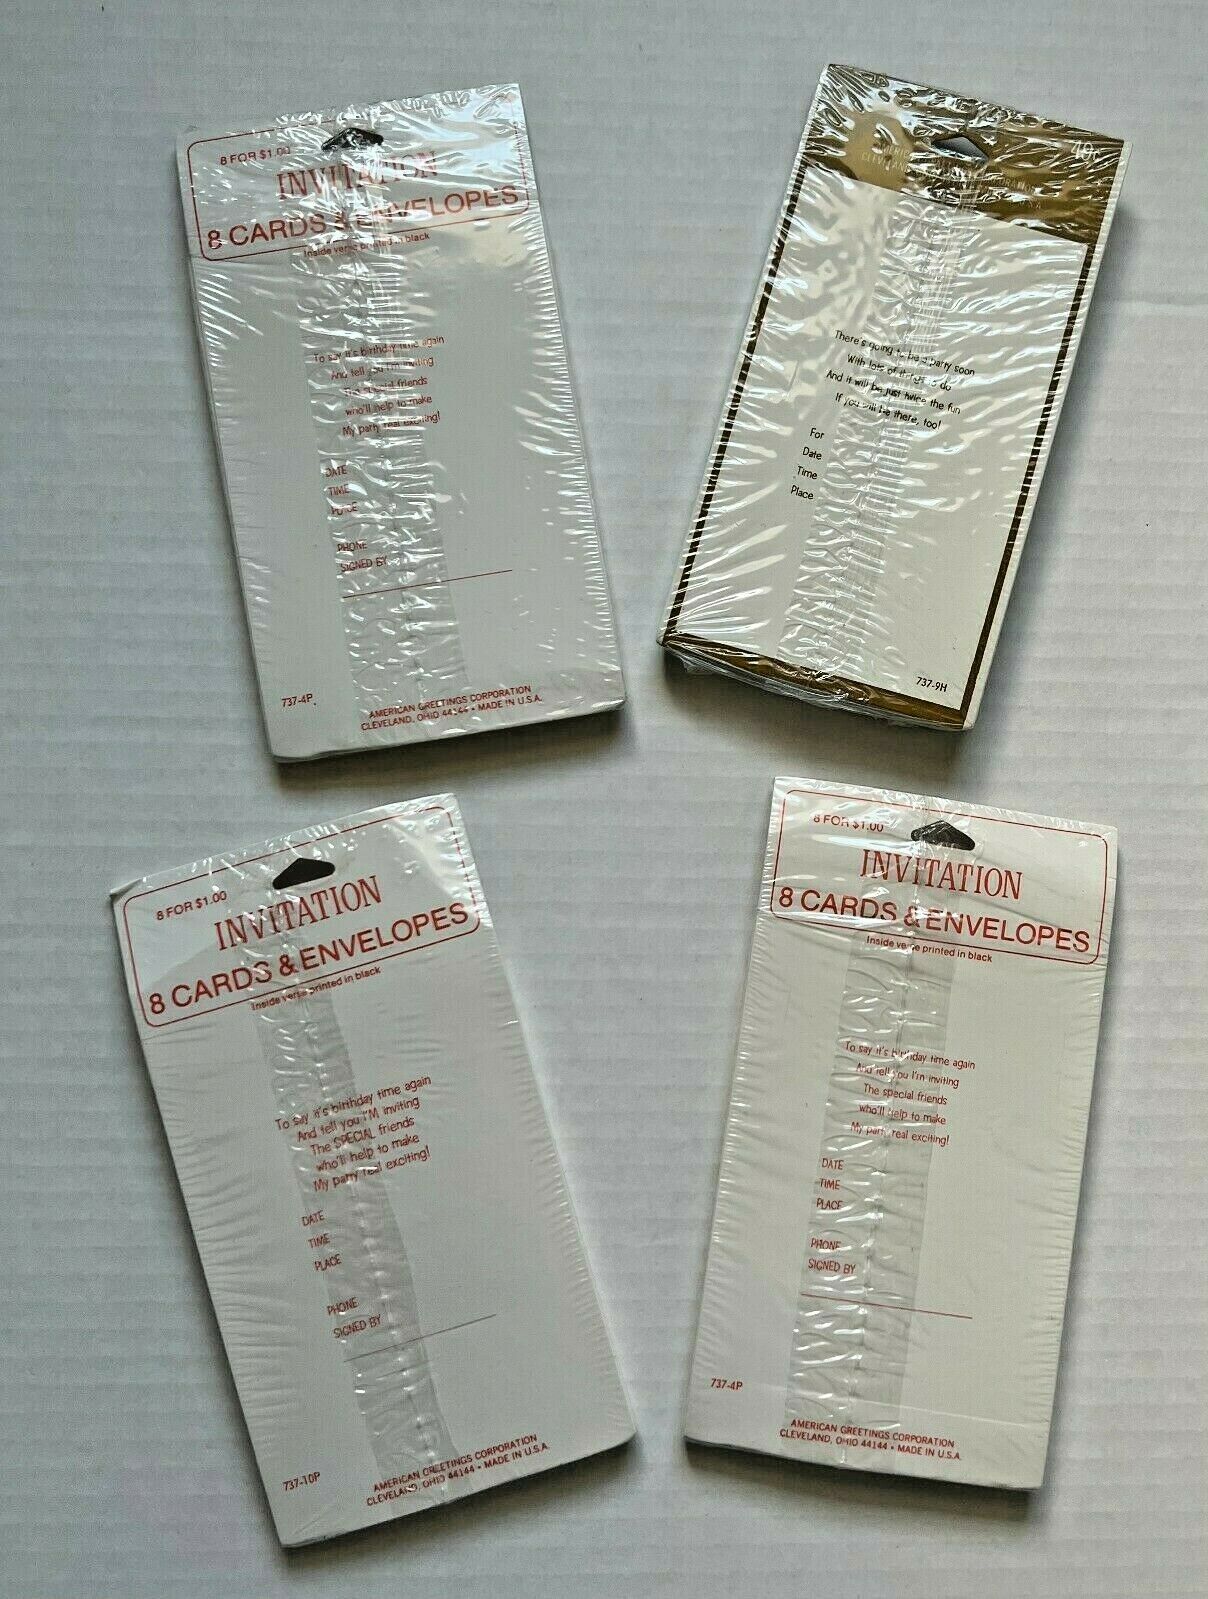 8 FOR $1.00
INVITATION
8 CARDS & ENVELOPES
Inside verse printed in black
To say it's birthday time again
And tell you I'm inviting
The special friends
who'll help to make
My party real exciting!
DATE
TIME
PLACE
PHONE
SIGNED BY
737-4P
AMERICAN GREETINGS CORPORATION
CLEVELAND, OHIO 44144 • MADE IN U.S.A.
CLEVEL
U.S.A.
There's going to be a party soon
With lots of things to do
And it will be just twice the fun
If you will be there, too!
For
Date
Time
Place
737-9H
8 FOR $1.00
INVITATION
8 CARDS & ENVELOPES
Inside verse printed in black
To say it's birthday time again
And tell you I'M inviting
The SPECIAL friends
who'll help to make
My party real exciting!
DATE
TIME
PLACE
PHONE
SIGNED BY
737-10P
AMERICAN GREETINGS CORPORATION
CLEVELAND, OHIO 44144 • MADE IN U.S.A.
8 FOR $1.00
INVITATION
8 CARDS & ENVELOPES
Inside verse printed in black
To say it's birthday time again
And tell you I'm inviting
The special friends
who'll help to make
My party real exciting!
DATE
TIME
PLACE
PHONE
SIGNED BY
737-4P
AMERICAN GREETINGS CORPORATION
CLEVELAND, OHIO 44144 • MADE IN U.S.A.